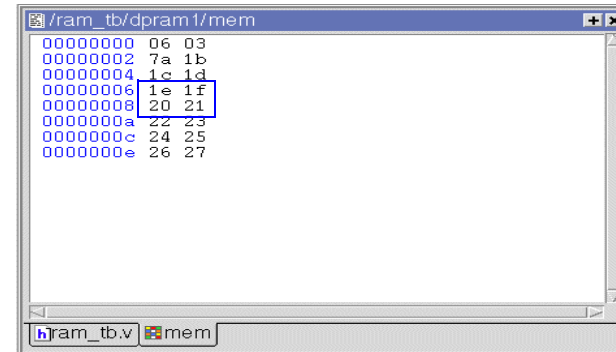 /ram_tb/dpram1/mem
00000000 06 03
00000002 7a 1b
00000004 1c 1d
00000006 1e 1f
00000008 20 21
0000000a 22 23
0000000c 24 25
0000000e 26 27
h ram_tb.v mem